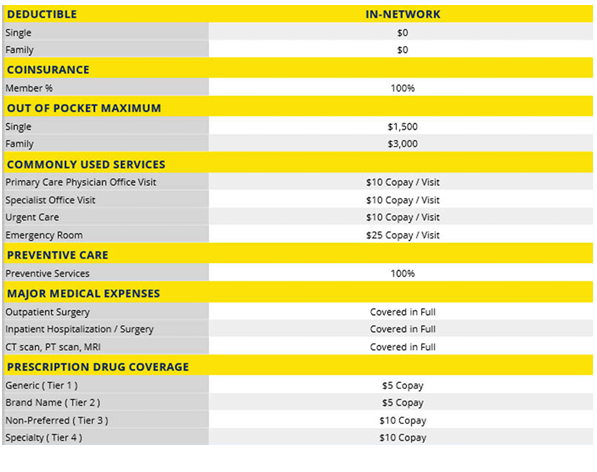 DEDUCTIBLE IN-NETWORK
Single $0
Family $0
COINSURANCE
Member % 100%
OUT OF POCKET MAXIMUM
Single $1,500
Family $3,000
COMMONLY USED SERVICES
Primary Care Physician Office Visit $10 Copay / Visit
Specialist Office Visit $10 Copay / Visit
Urgent Care $10 Copay / Visit
Emergency Room $25 Copay / Visit
PREVENTIVE CARE
Preventive Services 100%
MAJOR MEDICAL EXPENSES
Outpatient Surgery Covered in Full
Inpatient Hospitalization / Surgery Covered in Full
CT scan, PT scan, MRI Covered in Full
PRESCRIPTION DRUG COVERAGE
Generic ( Tier 1 ) $5 Copay
Brand Name ( Tier 2 ) $5 Copay
Non-Preferred ( Tier 3 ) $10 Copay
Specialty ( Tier 4 ) $10 Copay